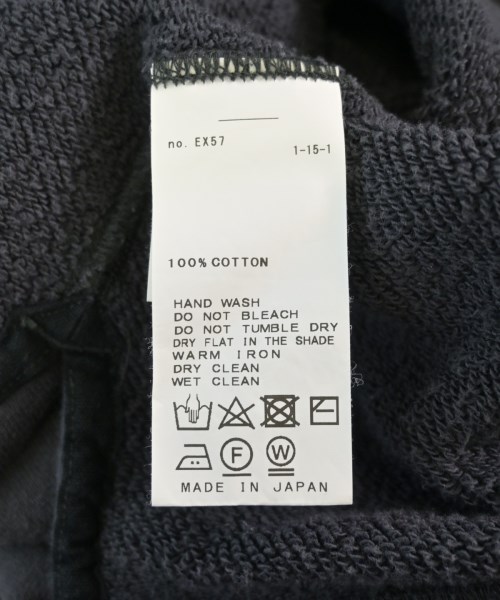 no. EX57
1-15-1
100% COTTON
HAND WASH
DO NOT BLEACH
DO NOT TUMBLE DRY
DRY FLAT IN THE SHADE
WARM IRON
DRY CLEAN
WET CLEAN
F W
MADE IN JAPAN